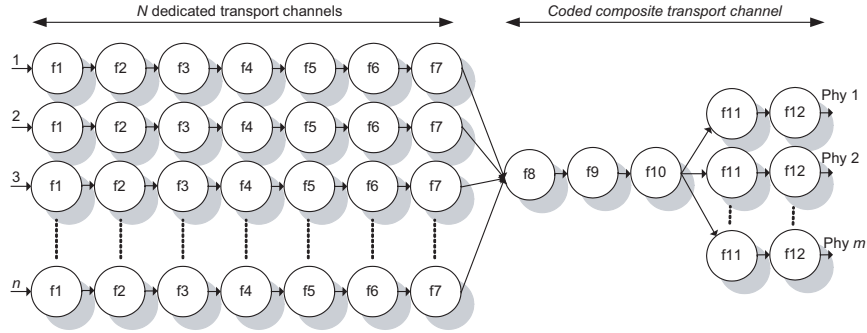 N dedicated transport channels
Coded composite transport channel
1 f1 f2 f3 f4 f5 f6 f7
Phy 1
f11 f12
2 f1 f2 f3 f4 f5 f6 f7
Phy 2
3 f1 f2 f3 f4 f5 f6 f7
f8 f9 f10
f11 f12
Phy m
f11 f12
n f1 f2 f3 f4 f5 f6 f7